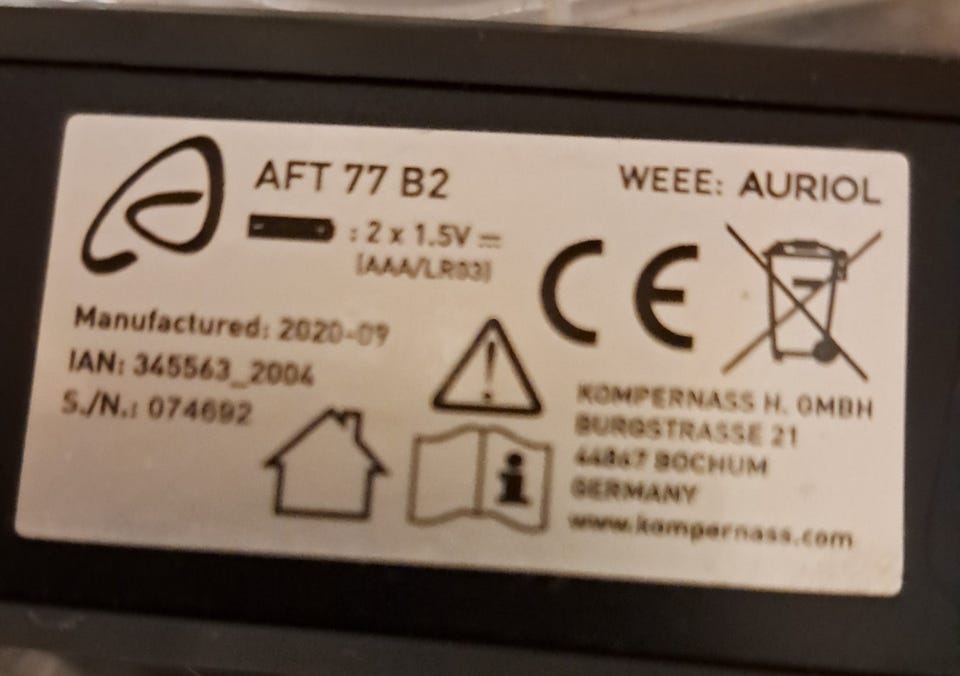 AFT 77 B2
: 2 x 1.5V
(AAA/LR03)
WEEE: AURIOL
CE
Manufactured: 2020-09
IAN: 345563_2004
S./N.: 074692
KOMPERNASS H. GMBH
BURGSTRASSE 21
44867 BOCHUM
GERMANY
www.kompernass.com